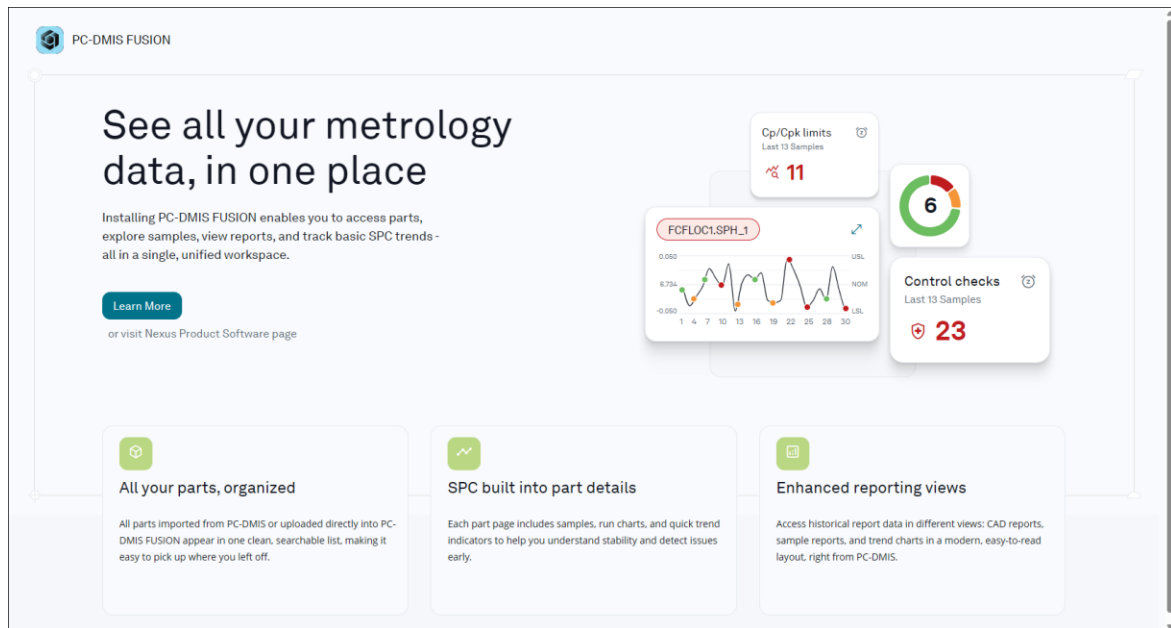 PC-DMIS FUSION
See all your metrology
data, in one place
Installing PC-DMIS FUSION enables you to access parts,
explore samples, view reports, and track basic SPC trends -
all in a single, unified workspace.
Learn More
or visit Nexus Product Software page
Cp/Cpk limits
Last 13 Samples
11
6
FCFLOC1.SPH_1
0.050
USL
6.734
NOM
-0.050
LSL
1 4 7 10 13 16 19 22 25 28 30
Control checks
Last 13 Samples
23
All your parts, organized
All parts imported from PC-DMIS or uploaded directly into PC-
DMIS FUSION appear in one clean, searchable list, making it
easy to pick up where you left off.
SPC built into part details
Each part page includes samples, run charts, and quick trend
indicators to help you understand stability and detect issues
early.
Enhanced reporting views
Access historical report data in different views: CAD reports,
sample reports, and trend charts in a modern, easy-to-read
layout, right from PC-DMIS.